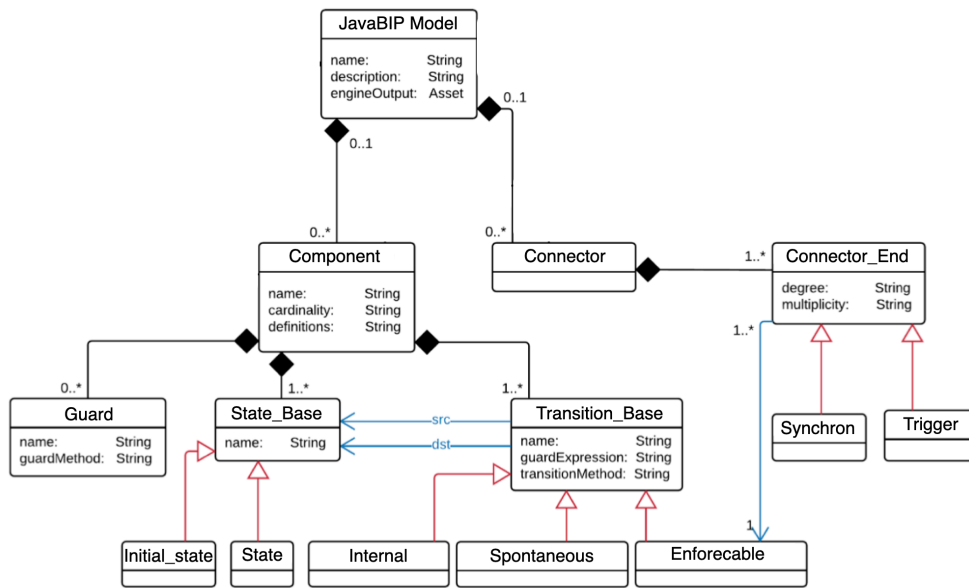 JavaBIP Model
name: String
description: String
engineOutput: Asset
0..1
0..1
0..*
0..*
Component
name: String
cardinality: String
definitions: String
Connector
1..*
Connector_End
degree: String
multiplicity: String
1..*
0..*
1..*
1..*
Guard
name: String
guardMethod: String
State_Base
name: String
src
dst
Transition_Base
name: String
guardExpression: String
transitionMethod: String
Synchron
Trigger
1
Initial_state
State
Internal
Spontaneous
Enforecable